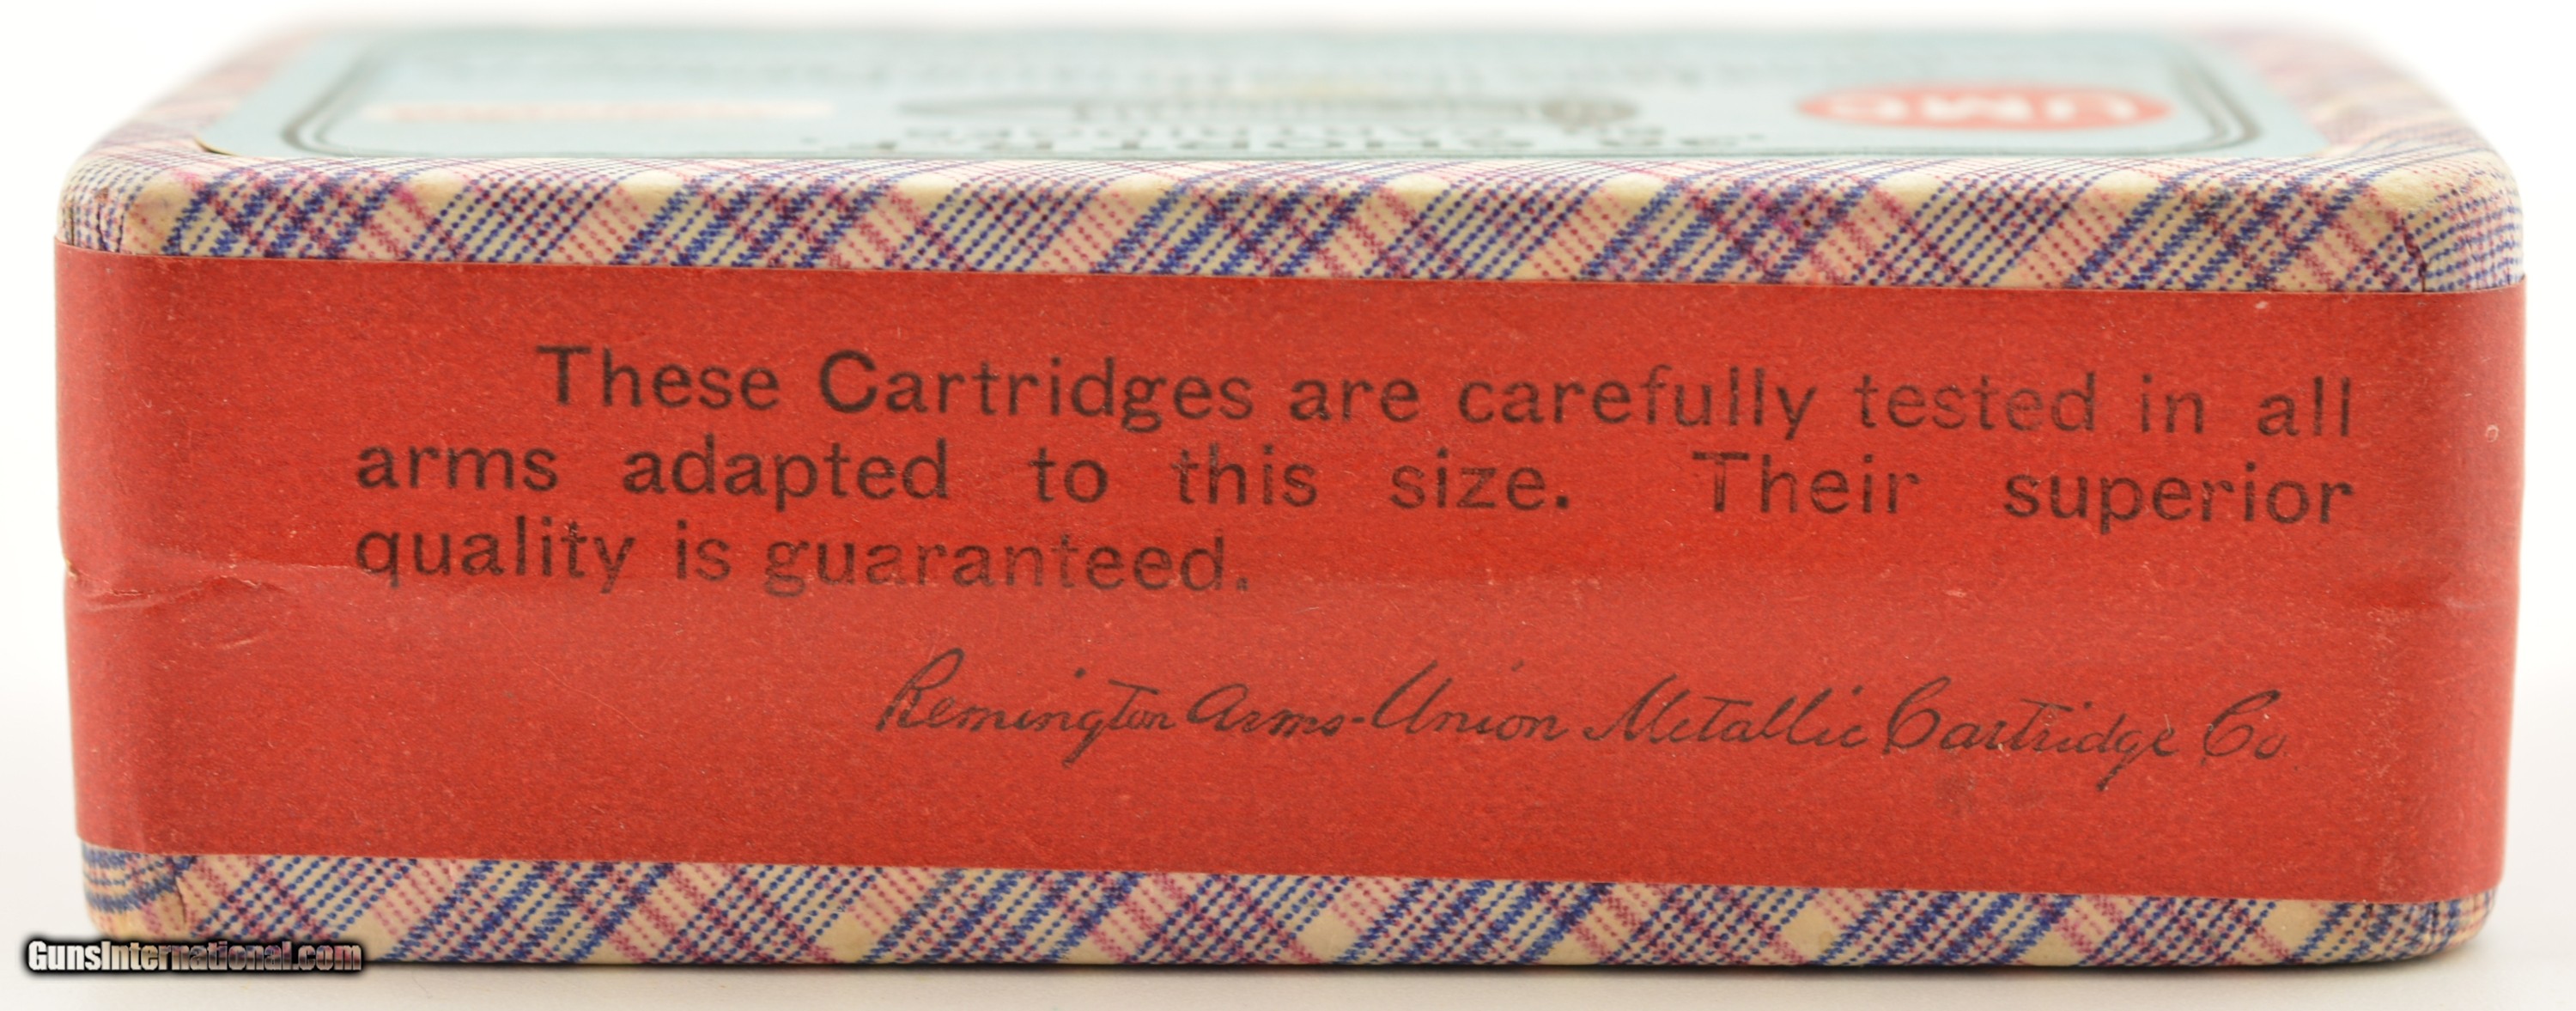 UMC
These Cartridges are carefully tested in all
arms adapted to this size. Their superior
quality is guaranteed.
Remington Arms-Union Metallic Cartridge Co.
GunsInternational.com